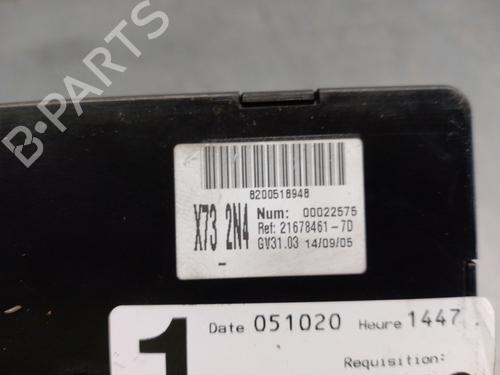 B-PARTS
8200518948
X73 2N4 Num: 00022575
Ref: 21678461-7D
GV31.03 14/09/05
1 Date 051020 Heure 1447
Requisition: